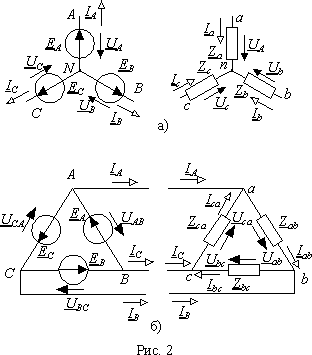 A I_A I_a a
E_A U_A Z_a U_A
I_C U_C N E_B I_c Z_c n U_b
E_C B U_c Z_b b
C U_B I_B c I_b
а)
A I_A I_A a
U_CA E_A U_AB I_ca Z_ca U_ca Z_ab
E_C I_C I_C U_bc U_ab I_ab
C E_B B c I_bc Z_bc b
U_BC I_B I_B
б)
Рис. 2